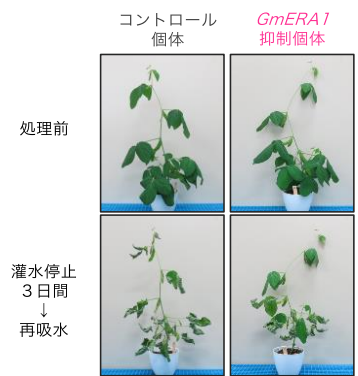 コントロール
個体
GmERA1
抑制個体
処理前
灌水停止
3日間
↓
再吸水